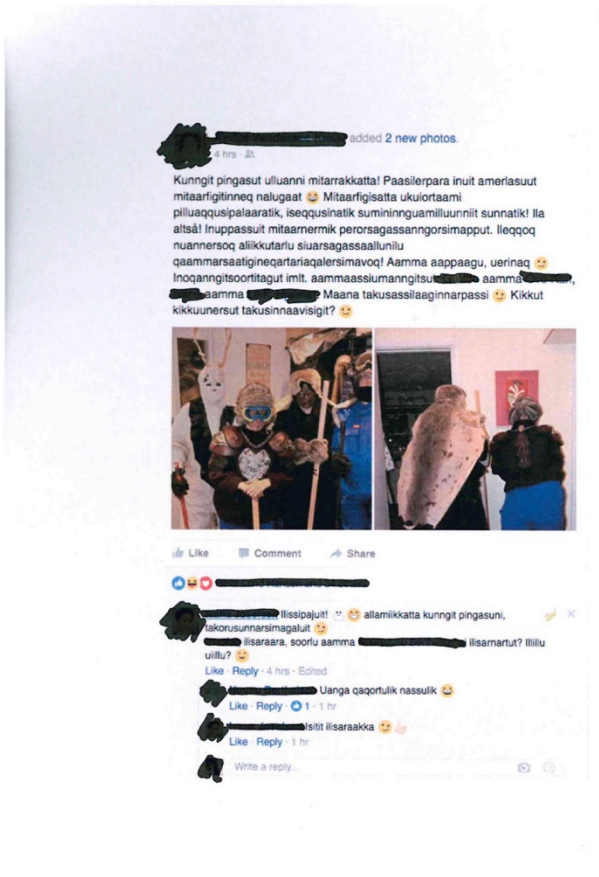 added 2 new photos.
4 hrs
Kunngit pingasut ulluanni mitarrakkatta! Paasilerpara inuit amerlasuut
mitaarfigitinneq nalugaat 😄 Mitaarfigisatta ukuiortaami
pilluaqqusipalaaratik, iseqqusinatik sumininnguamilluunniit sunnatik! Ila
altså! Inuppassuit mitaarnermik perorsagassanngorsimapput. Ileqqoq
nuannersoq aliikkutarlu siuarsagassaallunilu
qaammarsaatigineqartariaqalersimavoq! Aamma aappaagu, uerinaq 😉
Inoqanngitsoortitagut imlt. aammaassiumanngitsut aamma
aamma Maana takusassilaaginnarpassi 😉 Kikkut
kikkuunersut takusinnaavisigit? 😉
Like Comment Share
Ilissipajuit! 😁 allamiikkatta kunngit pingasuni,
takorusunnarsimagaluit 😉
ilisaraara, soorlu aamma ilisarnartut? Illillu
uiillu? 😊
Like · Reply · 4 hrs · Edited
Uanga qaqortulik nassulik 😄
Like · Reply · 1 · 1 hr
Isitit ilisaraakka 😉
Like · Reply · 1 hr
Write a reply...